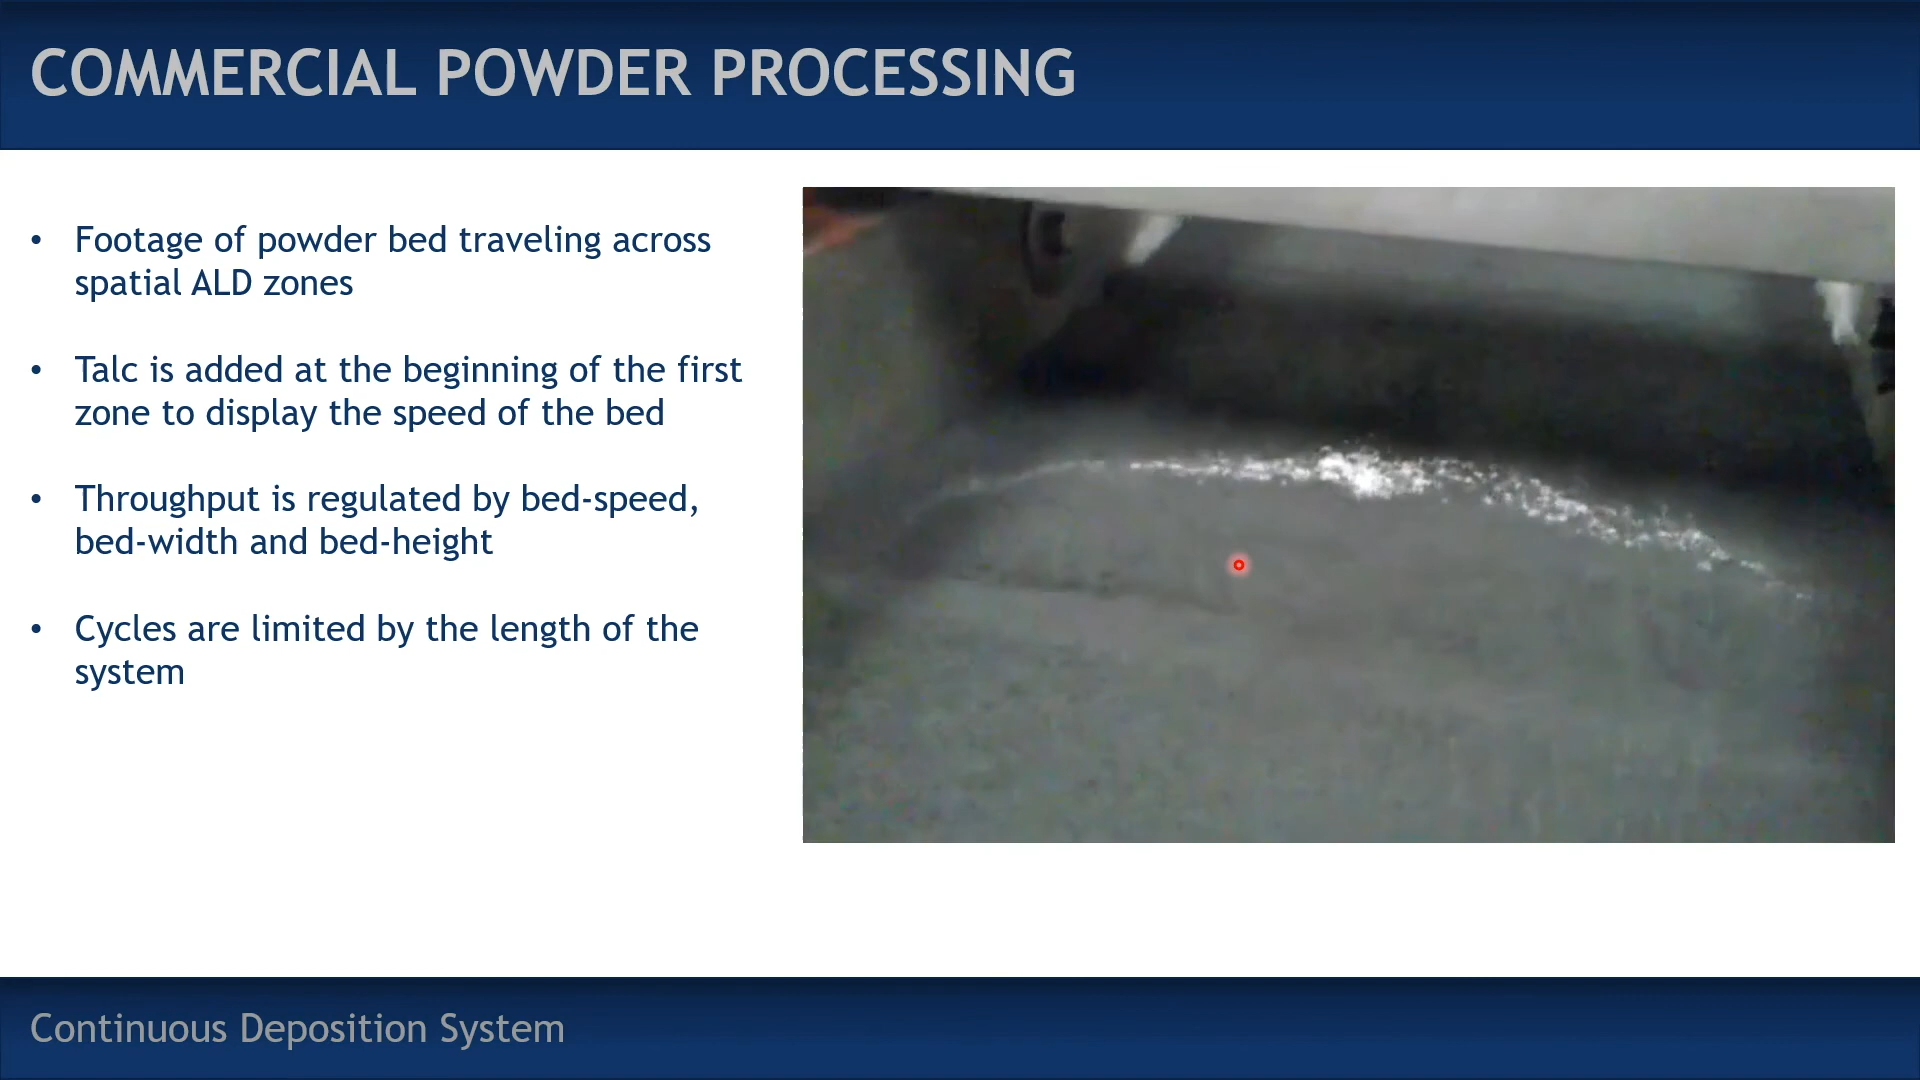 COMMERCIAL POWDER PROCESSING
• Footage of powder bed traveling across
spatial ALD zones
• Talc is added at the beginning of the first
zone to display the speed of the bed
• Throughput is regulated by bed-speed,
bed-width and bed-height
• Cycles are limited by the length of the
system
Continuous Deposition System